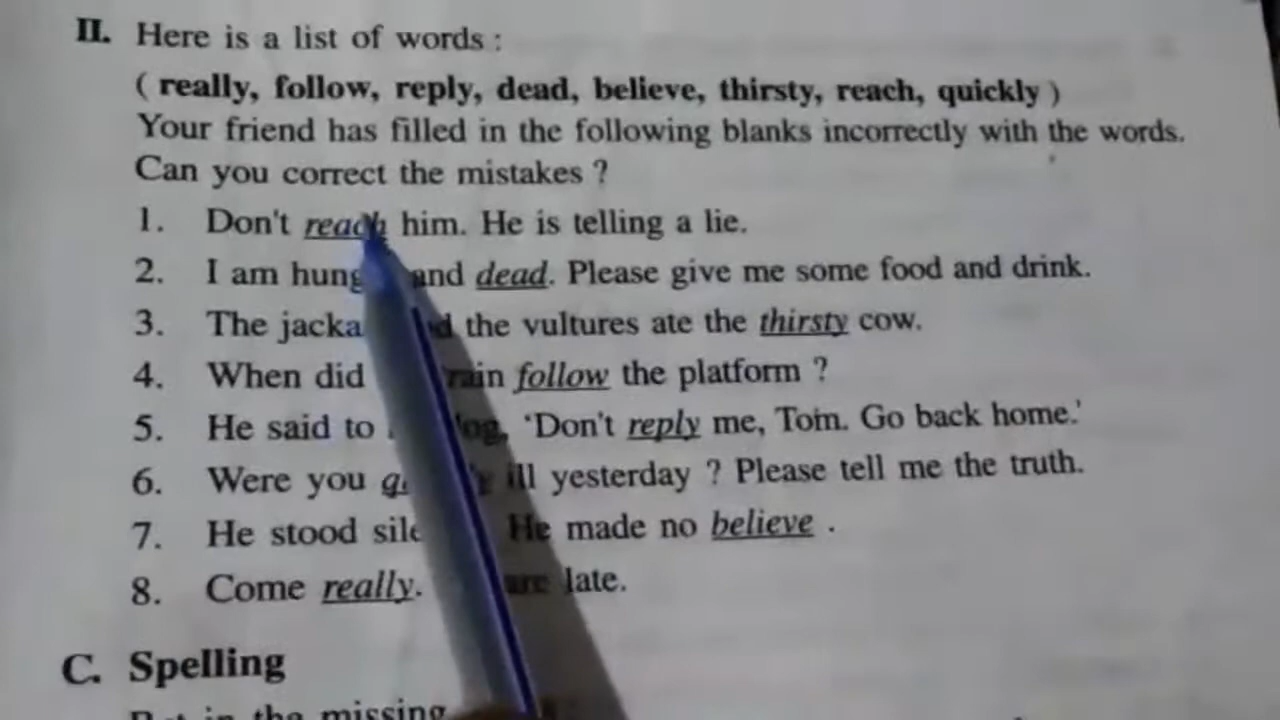 II. Here is a list of words :
( really, follow, reply, dead, believe, thirsty, reach, quickly )
Your friend has filled in the following blanks incorrectly with the words.
Can you correct the mistakes ?
1. Don't reach him. He is telling a lie.
2. I am and dead. Please give me some food and drink.
3. The the vultures ate the thirsty cow.
4. When did follow the platform ?
5. He said to 'Don't reply me, Tom. Go back home.'
6. Were you ill yesterday ? Please tell me the truth.
7. He stood He made no believe .
8. Come really. are late.
C. Spelling
in the missing